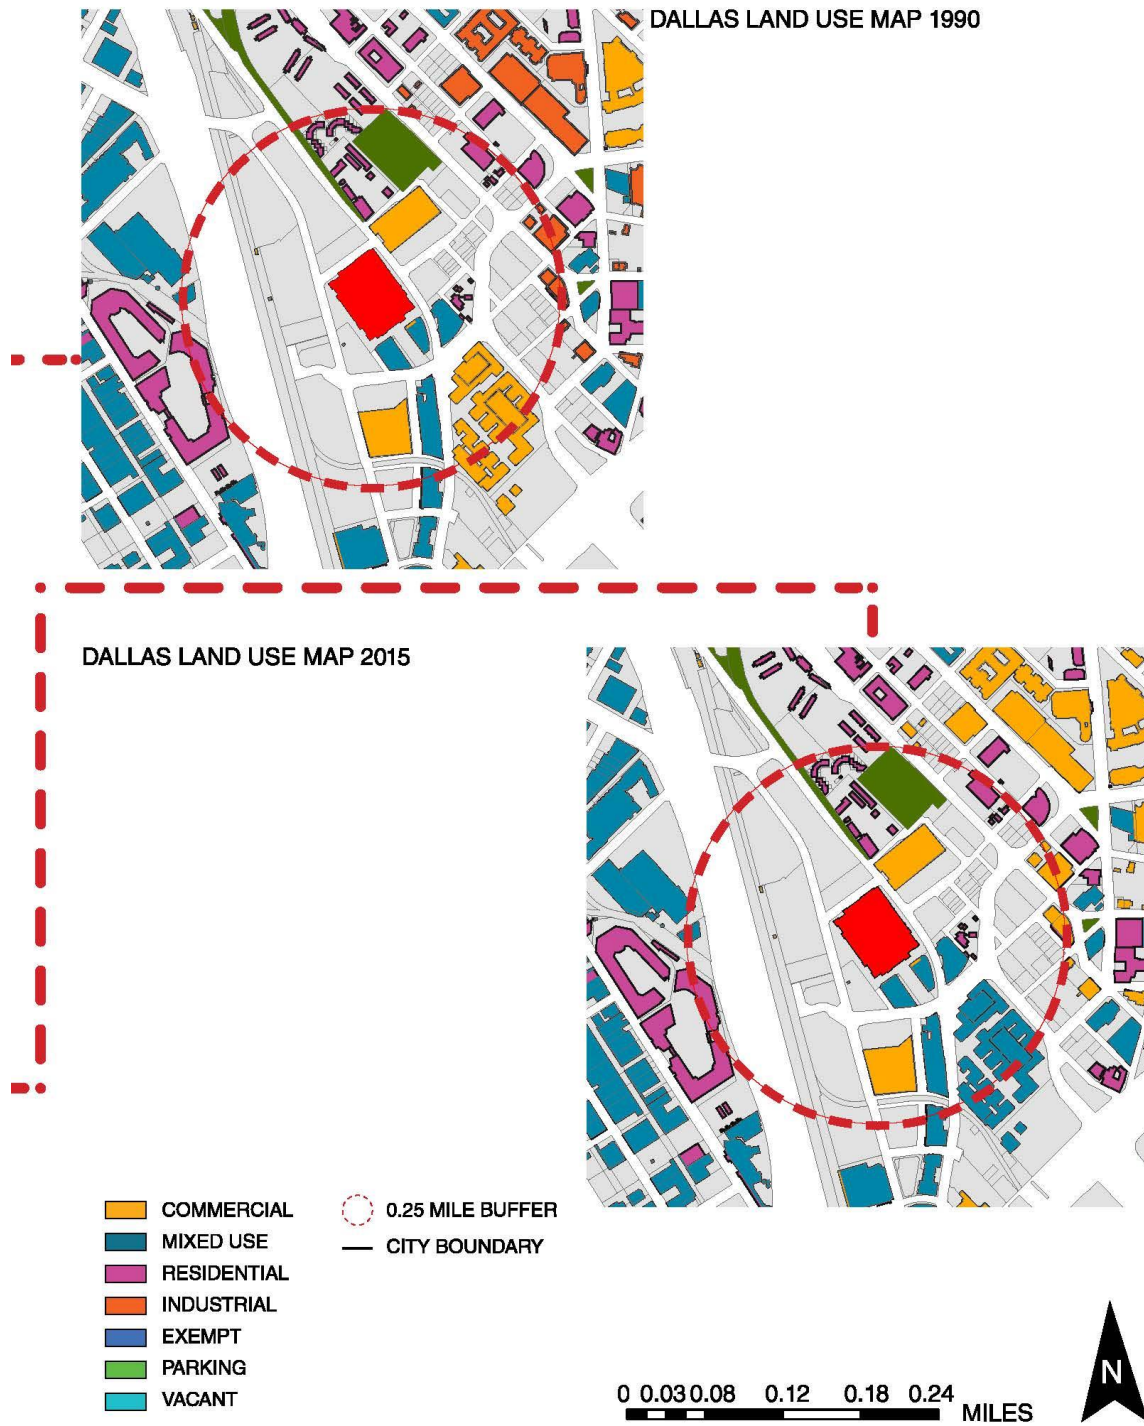 DALLAS LAND USE MAP 1990
DALLAS LAND USE MAP 2015
COMMERCIAL
MIXED USE
RESIDENTIAL
INDUSTRIAL
EXEMPT
PARKING
VACANT
0.25 MILE BUFFER
CITY BOUNDARY
0 0.03 0.08 0.12 0.18 0.24
MILES
N